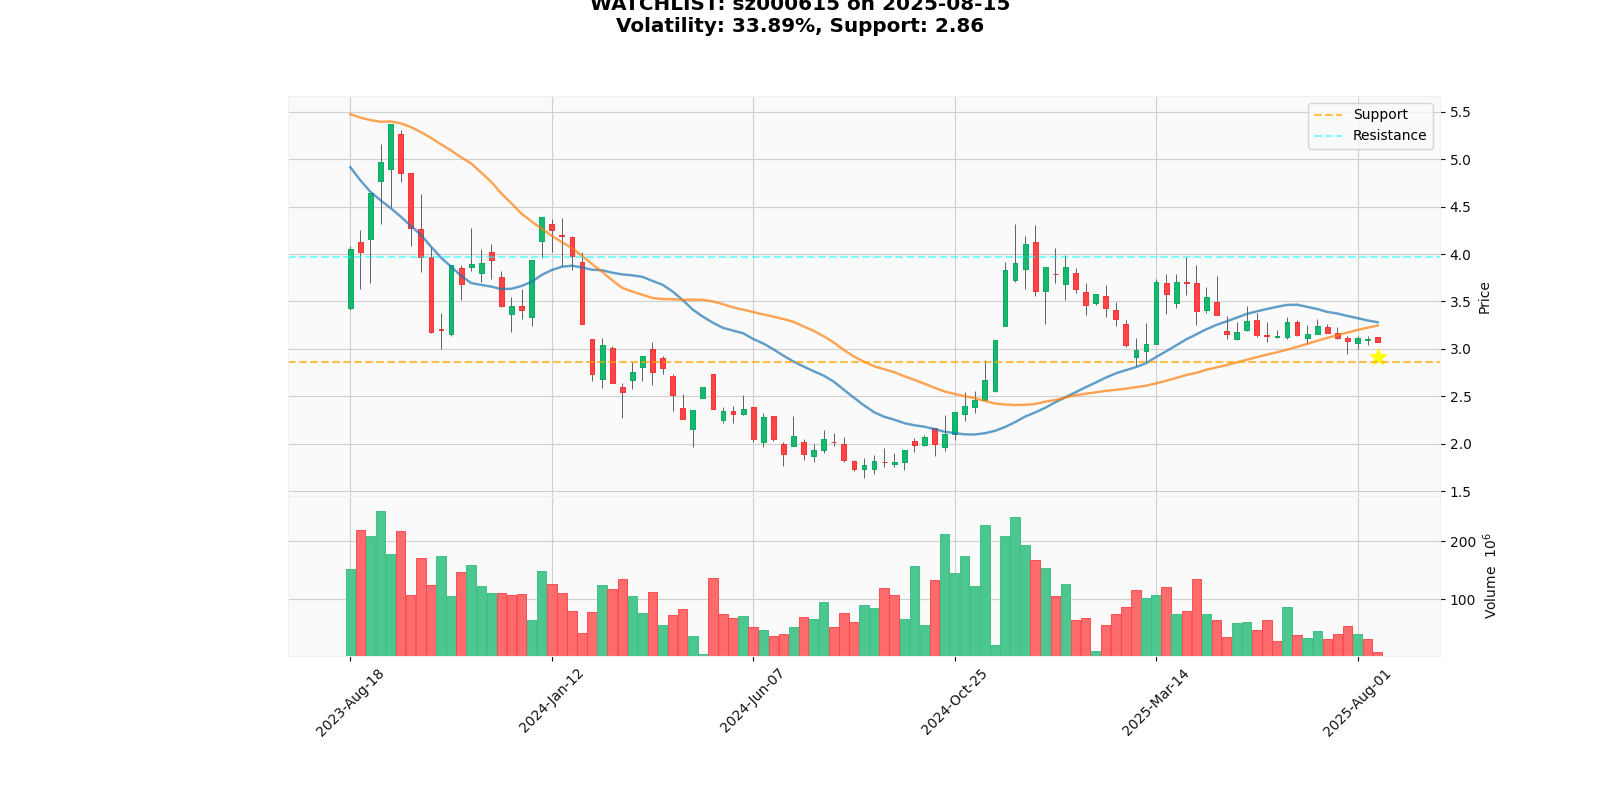 WATCHLIST: sz000615 on 2025-08-15
Volatility: 33.89%, Support: 2.86
Support
Resistance
5.5
5.0
4.5
4.0
3.5
3.0
2.5
2.0
1.5
Price
200
100
Volume 10⁶
2023-Aug-18
2024-Jan-12
2024-Jun-07
2024-Oct-25
2025-Mar-14
2025-Aug-01